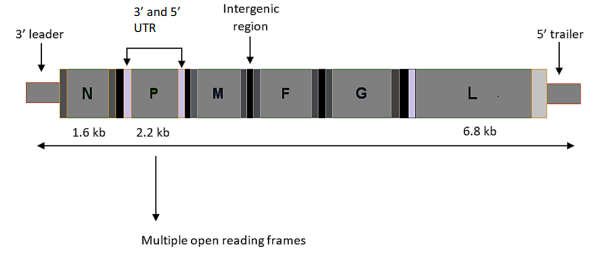 3’ and 5’
UTR
Intergenic
region
3’ leader
5’ trailer
N
P
M
F
G
L
1.6 kb
2.2 kb
6.8 kb
Multiple open reading frames